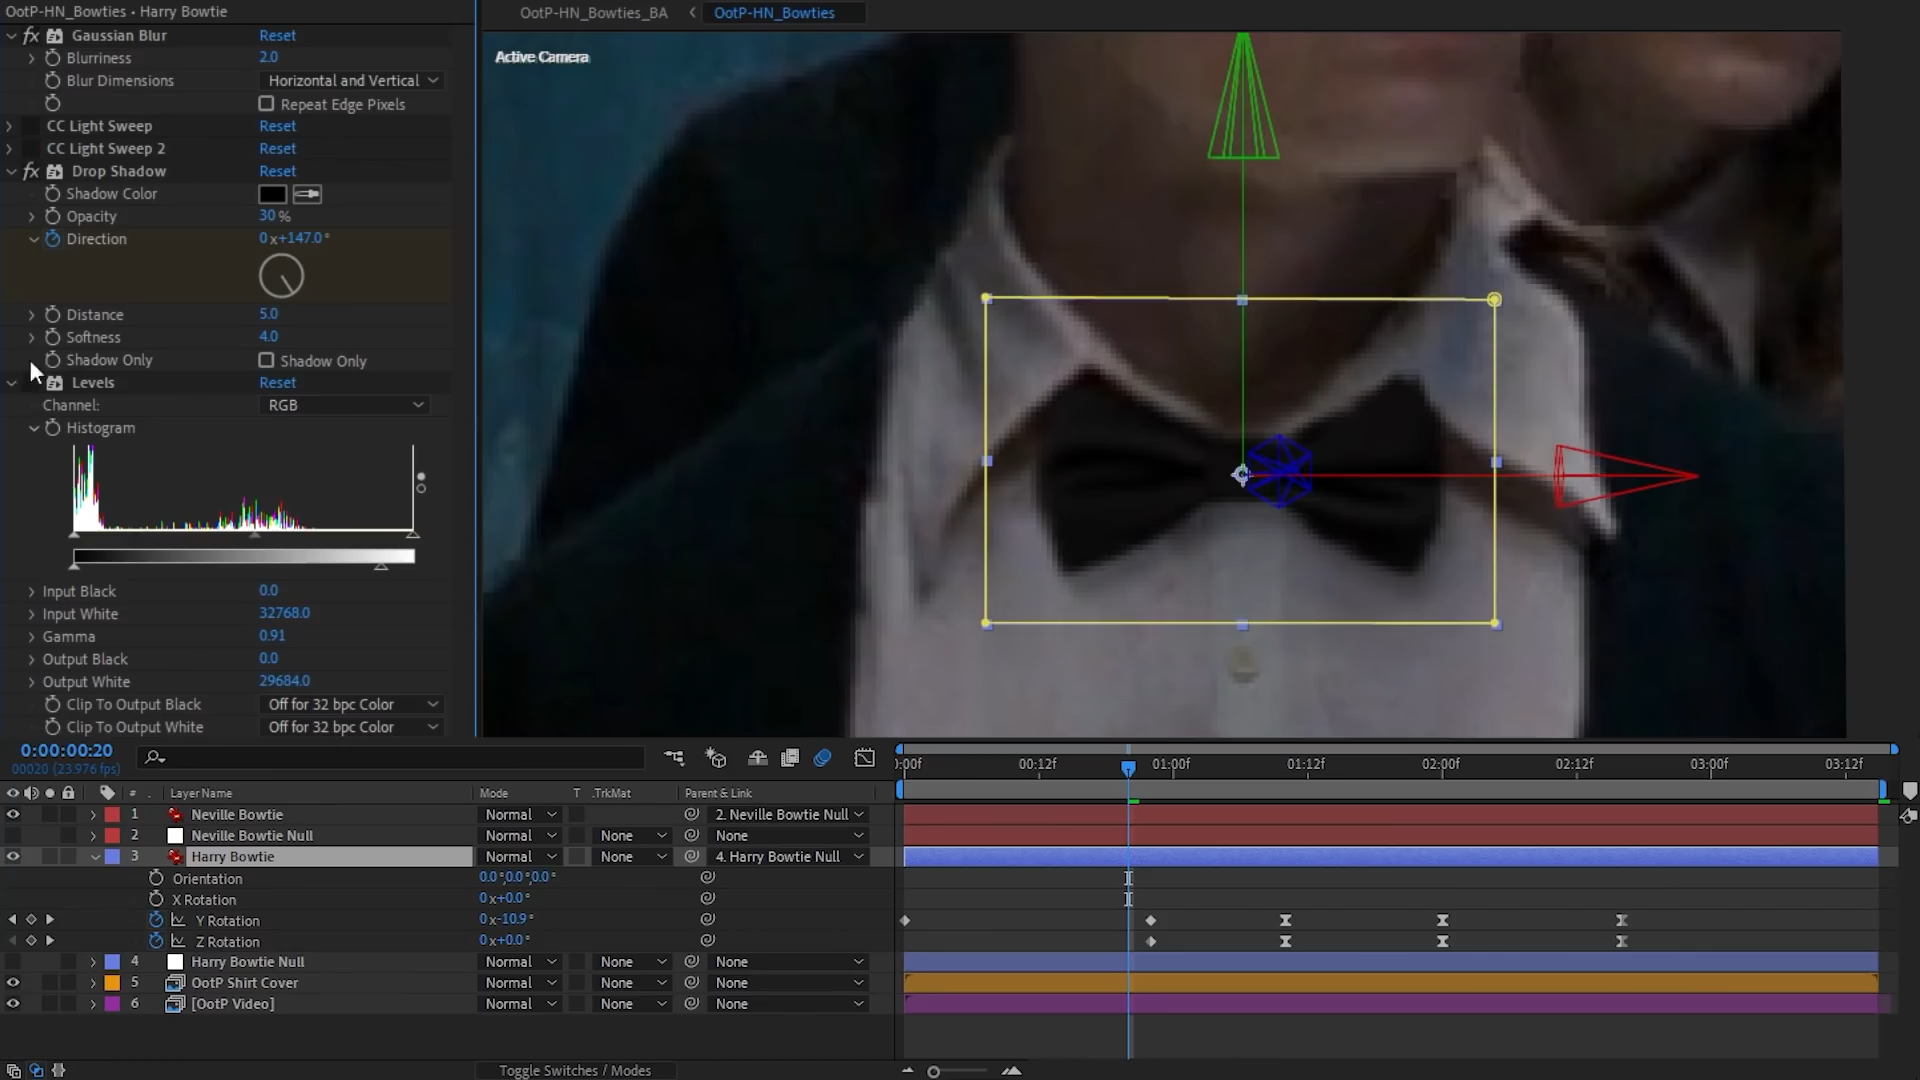 OotP-HN_Bowties • Harry Bowtie
OotP-HN_Bowties_BA
OotP-HN_Bowties
Active Camera
fx Gaussian Blur Reset
Blurriness 2.0
Blur Dimensions Horizontal and Vertical
Repeat Edge Pixels
CC Light Sweep Reset
CC Light Sweep 2 Reset
fx Drop Shadow Reset
Shadow Color
Opacity 30 %
Direction 0 x+147.0 °
Distance 5.0
Softness 4.0
Shadow Only Shadow Only
Levels Reset
Channel: RGB
Histogram
Input Black 0.0
Input White 32768.0
Gamma 0.91
Output Black 0.0
Output White 29684.0
Clip To Output Black Off for 32 bpc Color
Clip To Output White Off for 32 bpc Color
0:00:00:20
00020 (23.976 fps)
0:00f 00:12f 01:00f 01:12f 02:00f 02:12f 03:00f 03:12f
# . Layer Name Mode T .TrkMat Parent & Link
1 Neville Bowtie Normal 2. Neville Bowtie Null
2 Neville Bowtie Null Normal None None
3 Harry Bowtie Normal None 4. Harry Bowtie Null
Orientation 0.0°,0.0°,0.0°
X Rotation 0 x+0.0°
Y Rotation 0 x-10.9°
Z Rotation 0 x+0.0°
4 Harry Bowtie Null Normal None None
5 OotP Shirt Cover Normal None None
6 [OotP Video] Normal None None
Toggle Switches / Modes